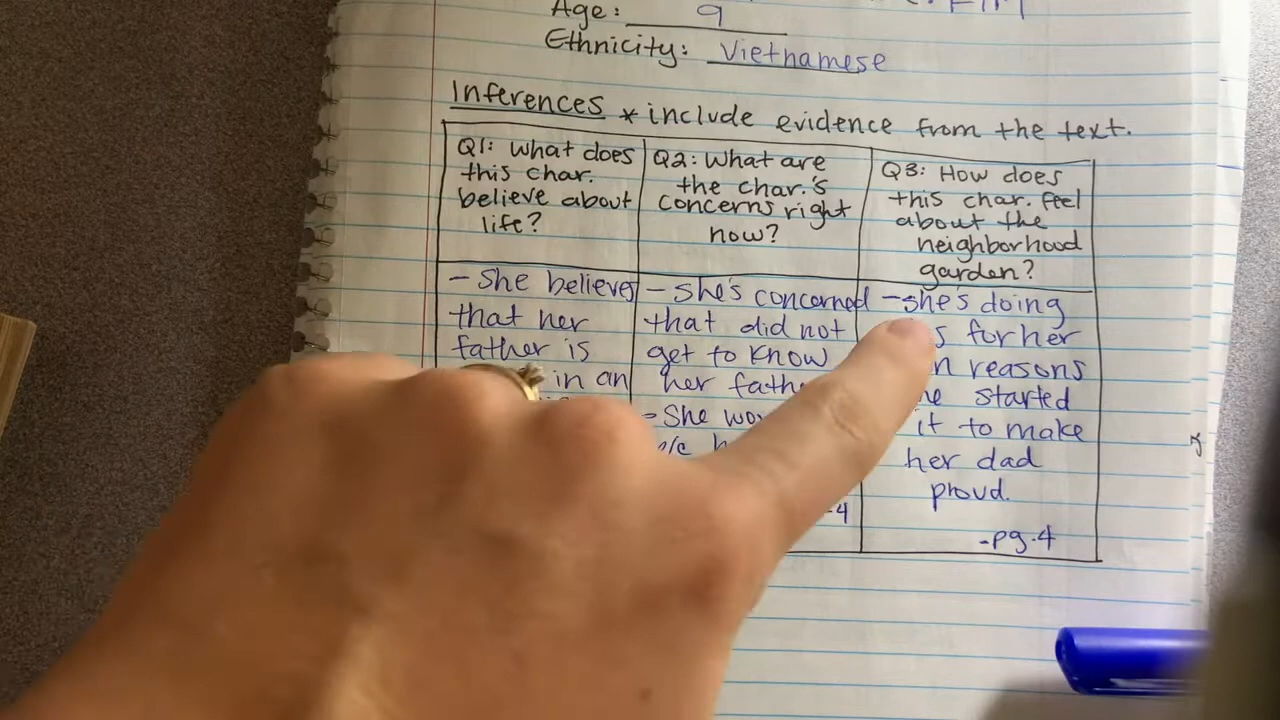 Age: 9
Ethnicity: Vietnamese
Inferences * include evidence from the text.
Q1: What does
this char.
believe about
life?
Q2: What are
the char.'s
concerns right
now?
Q3: How does
this char. feel
about the
neighborhood
garden?
- She believes
that her
father is
in an
- She's concerned
that did not
get to know
her
- She
- she's doing
for her
reasons
started
it to make
her dad
proud.
-pg.4